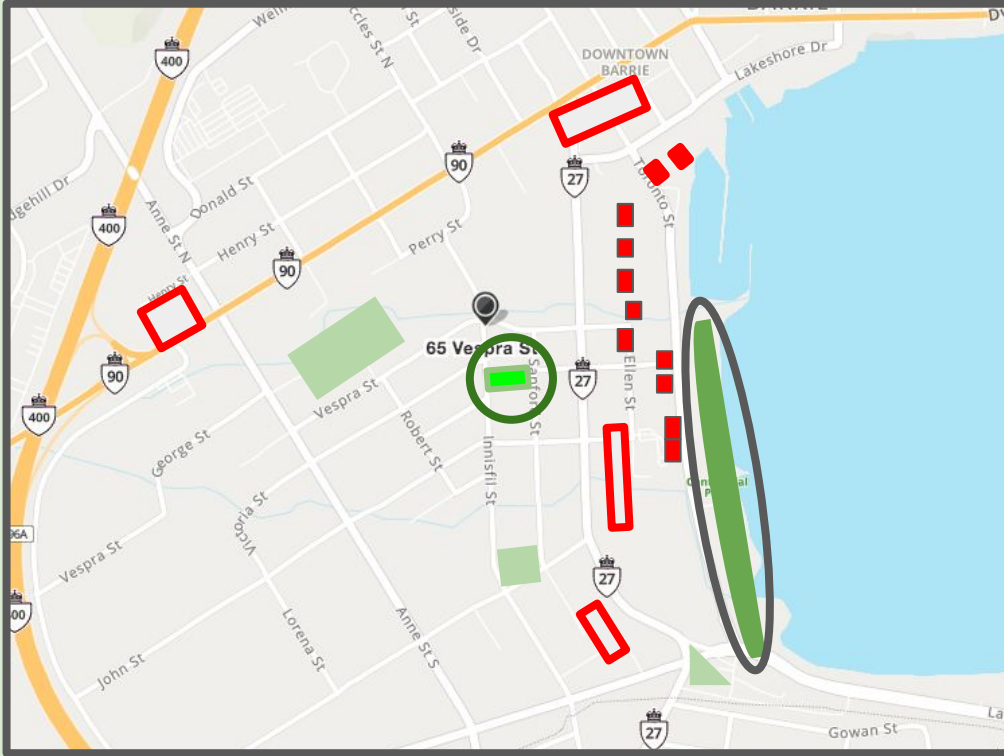 DOWNTOWN
BARRIE
Lakeshore Dr
400
90
27
Toronto St
Donald St
Anne St N
Henry St
Perry St
400
90
Henry St
65 Vespra St
90
27
Ellen St
Sanford St
400
Vespra St
Robert St
George St
Innisfil St
Victoria St
Vespra St
27
John St
Lorena St
Anne St S
27
Gowan St